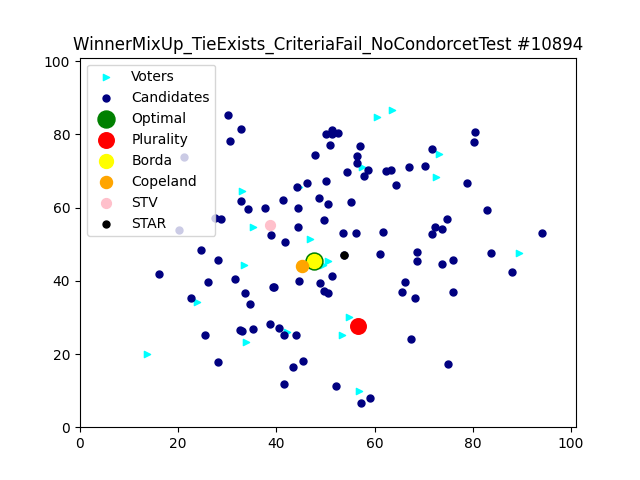 WinnerMixUp_TieExists_CriteriaFail_NoCondorcetTest #10894
100
80
60
40
20
0
Voters
Candidates
Optimal
Plurality
Borda
Copeland
STV
STAR
0 20 40 60 80 100